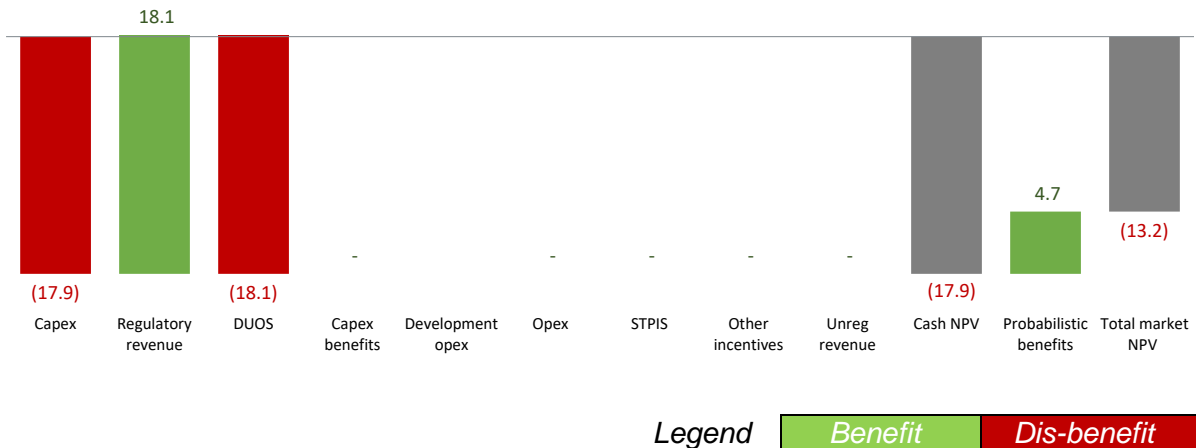 18.1
4.7
(13.2)
- - - - -
(17.9) (18.1) (17.9)
Capex Regulatory DUOS Capex Development Opex STPIS Other Unreg Cash NPV Probabilistic Total market
revenue benefits opex incentives revenue benefits NPV
Legend Benefit Dis-benefit